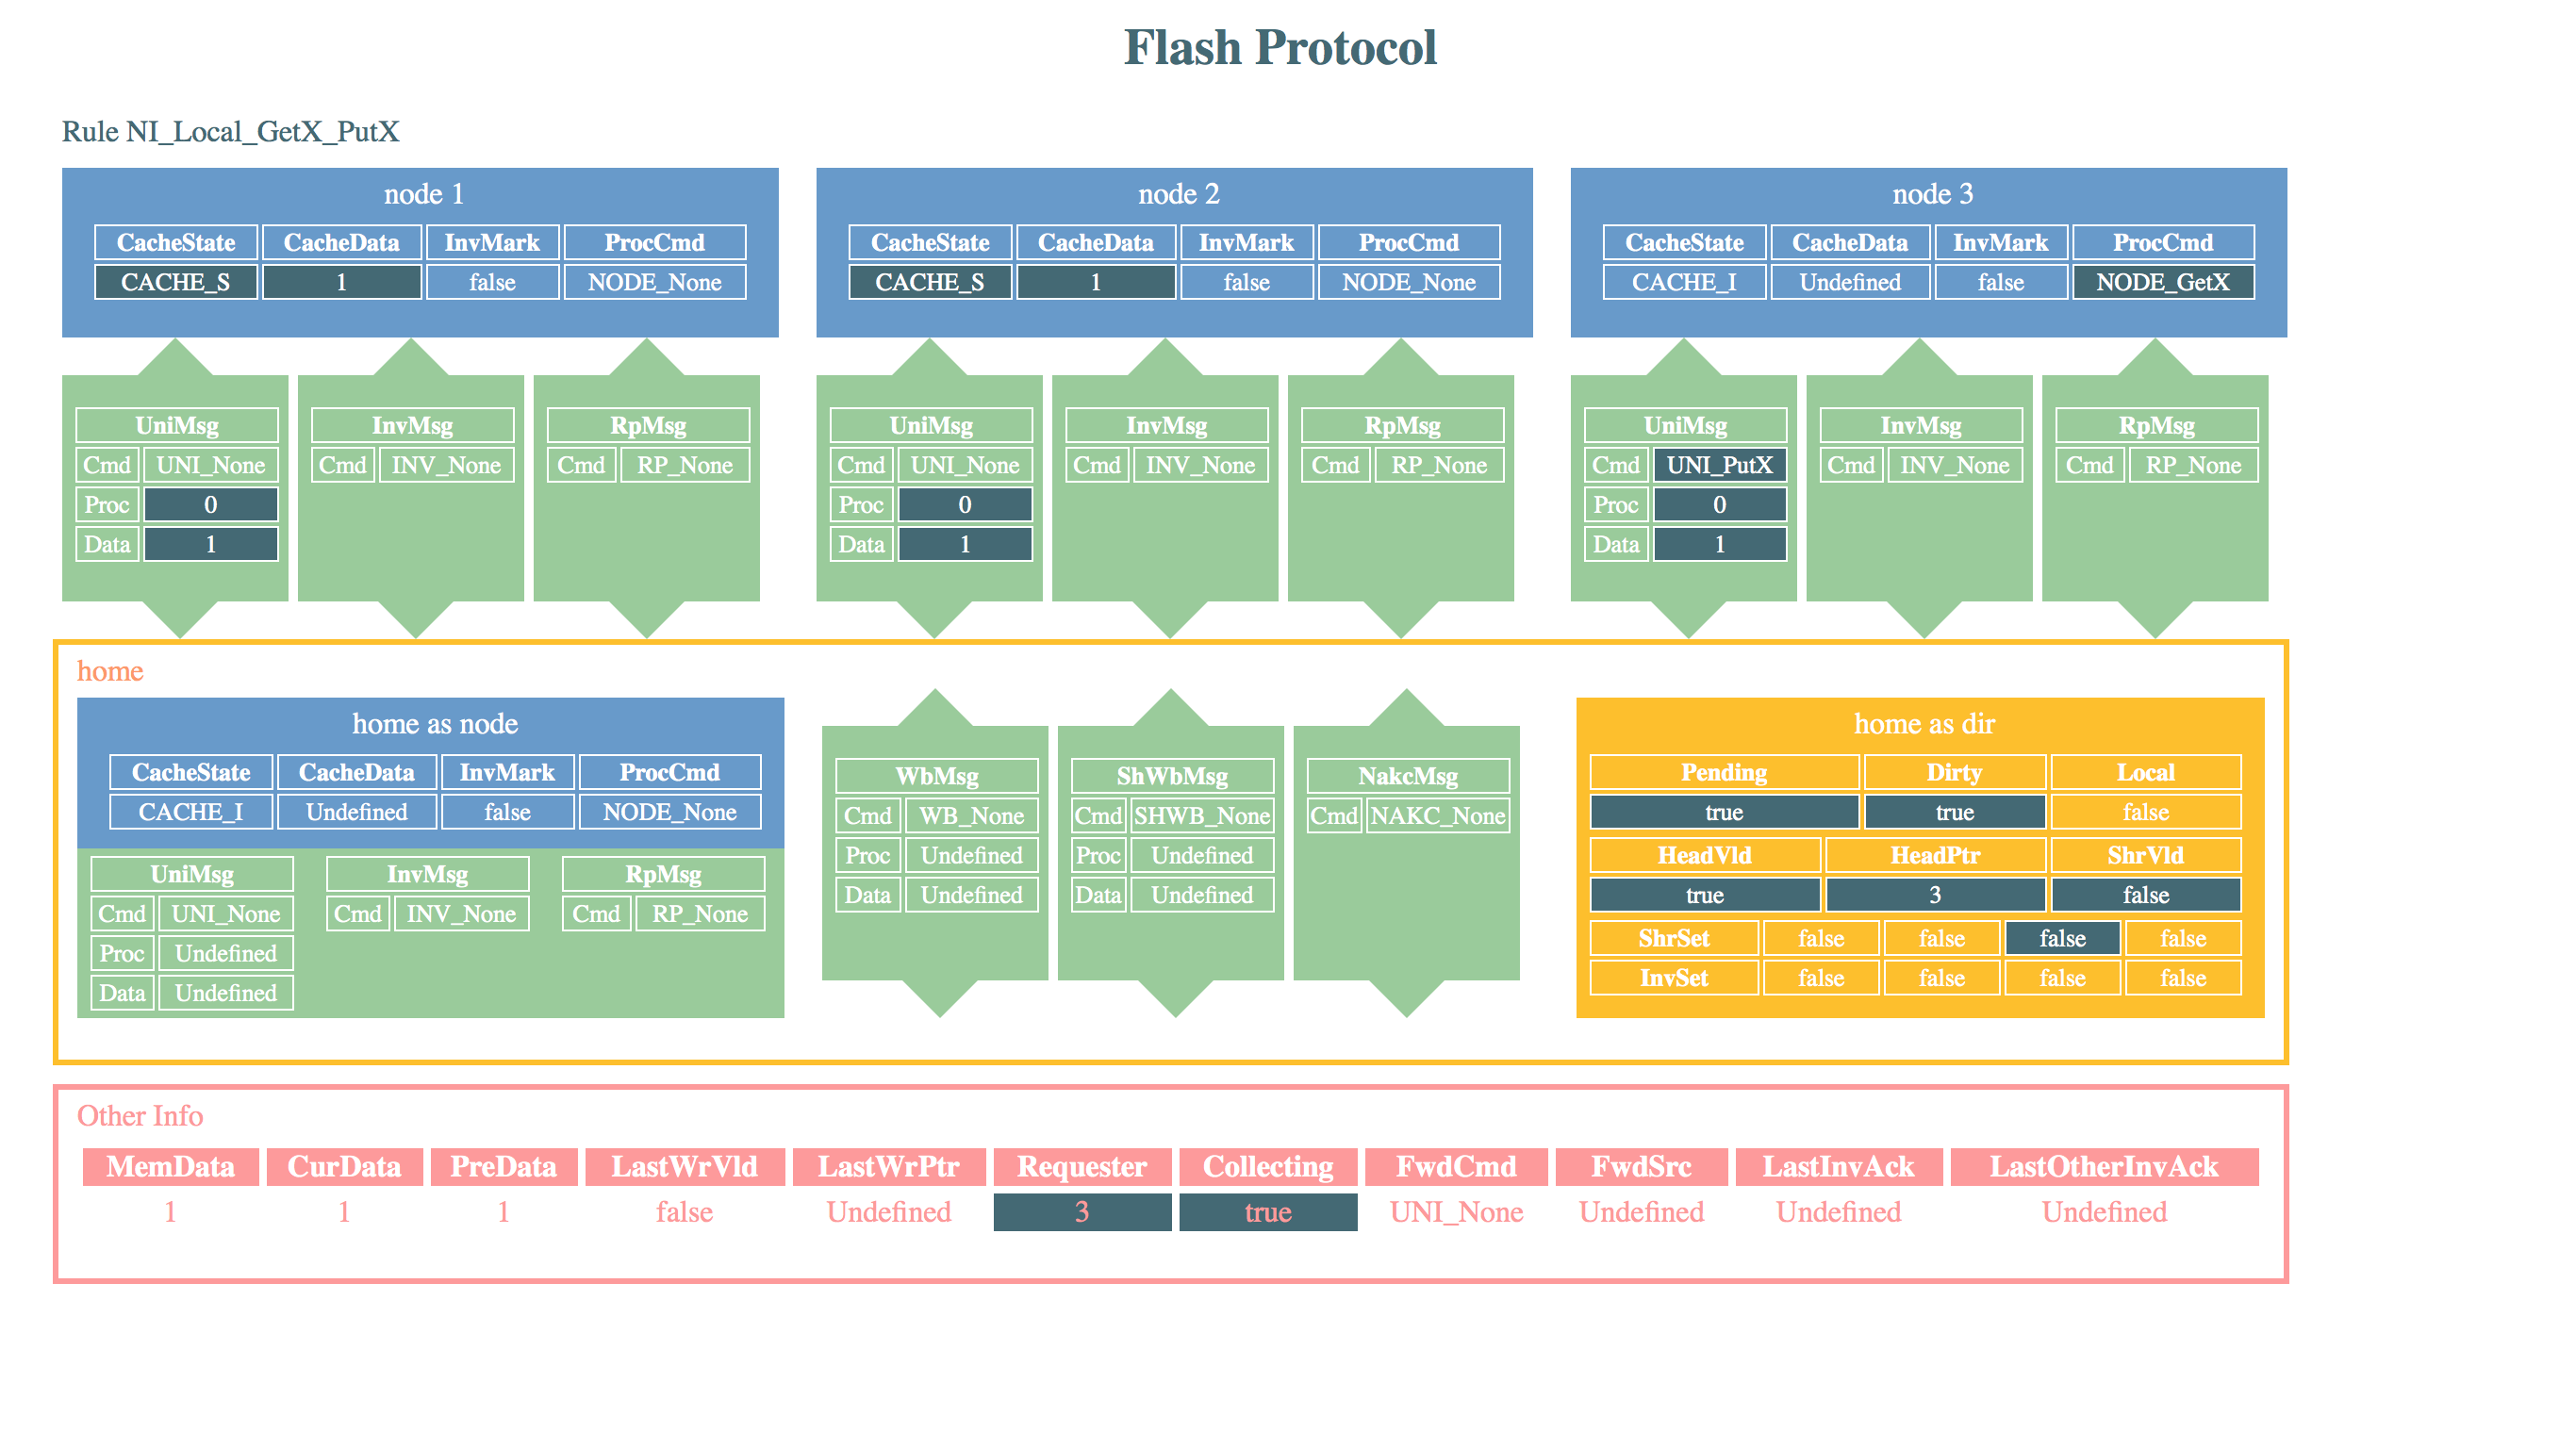 Flash Protocol
Rule NI_Local_GetX_PutX
node 1
CacheState CacheData InvMark ProcCmd
CACHE_S 1 false NODE_None
node 2
CacheState CacheData InvMark ProcCmd
CACHE_S 1 false NODE_None
node 3
CacheState CacheData InvMark ProcCmd
CACHE_I Undefined false NODE_GetX
UniMsg InvMsg RpMsg
Cmd UNI_None Cmd INV_None Cmd RP_None
Proc 0
Data 1
UniMsg InvMsg RpMsg
Cmd UNI_None Cmd INV_None Cmd RP_None
Proc 0
Data 1
UniMsg InvMsg RpMsg
Cmd UNI_PutX Cmd INV_None Cmd RP_None
Proc 0
Data 1
home
home as node
CacheState CacheData InvMark ProcCmd
CACHE_I Undefined false NODE_None
UniMsg InvMsg RpMsg
Cmd UNI_None Cmd INV_None Cmd RP_None
Proc Undefined
Data Undefined
WbMsg ShWbMsg NakcMsg
Cmd WB_None Cmd SHWB_None Cmd NAKC_None
Proc Undefined Proc Undefined
Data Undefined Data Undefined
home as dir
Pending Dirty Local
true true false
HeadVld HeadPtr ShrVld
true 3 false
ShrSet false false false false
InvSet false false false false
Other Info
MemData CurData PreData LastWrVld LastWrPtr Requester Collecting FwdCmd FwdSrc LastInvAck LastOtherInvAck
1 1 1 false Undefined 3 true UNI_None Undefined Undefined Undefined